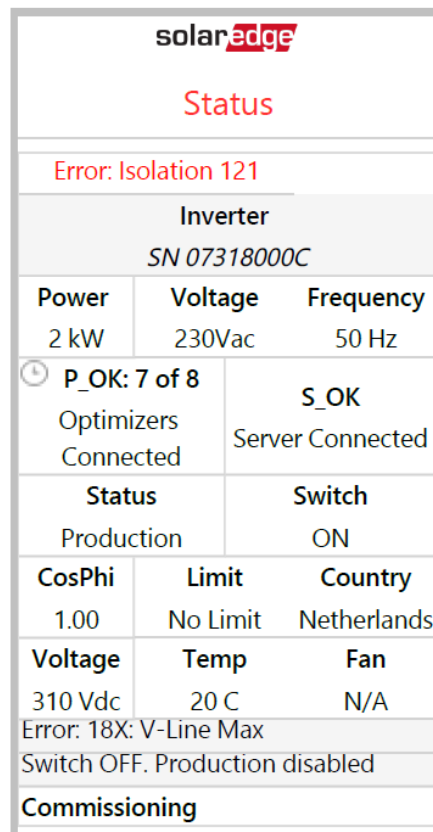 solaredge
Status
Error: Isolation 121
Inverter
SN 07318000C
Power Voltage Frequency
2 kW 230Vac 50 Hz
P_OK: 7 of 8
Optimizers
Connected
S_OK
Server Connected
Status Switch
Production ON
CosPhi Limit Country
1.00 No Limit Netherlands
Voltage Temp Fan
310 Vdc 20 C N/A
Error: 18X: V-Line Max
Switch OFF. Production disabled
Commissioning